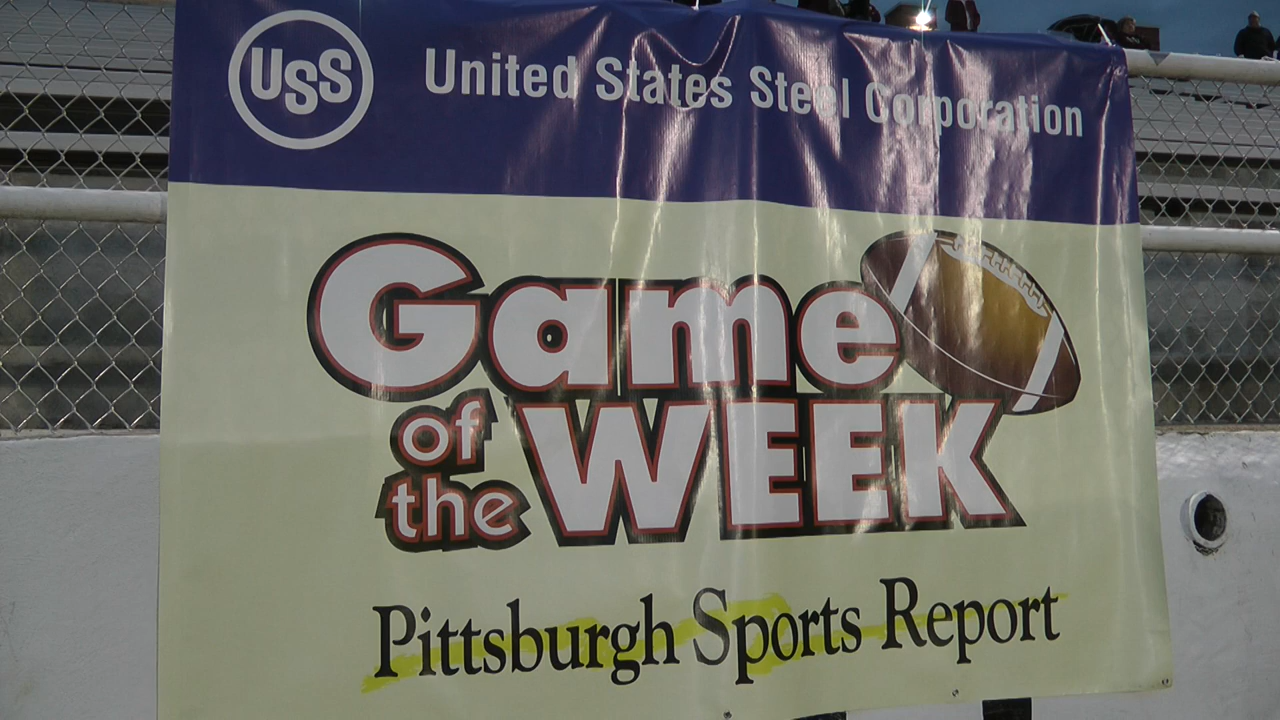 USS
United States Steel Corporation
Game
of the WEEK
Pittsburgh Sports Report